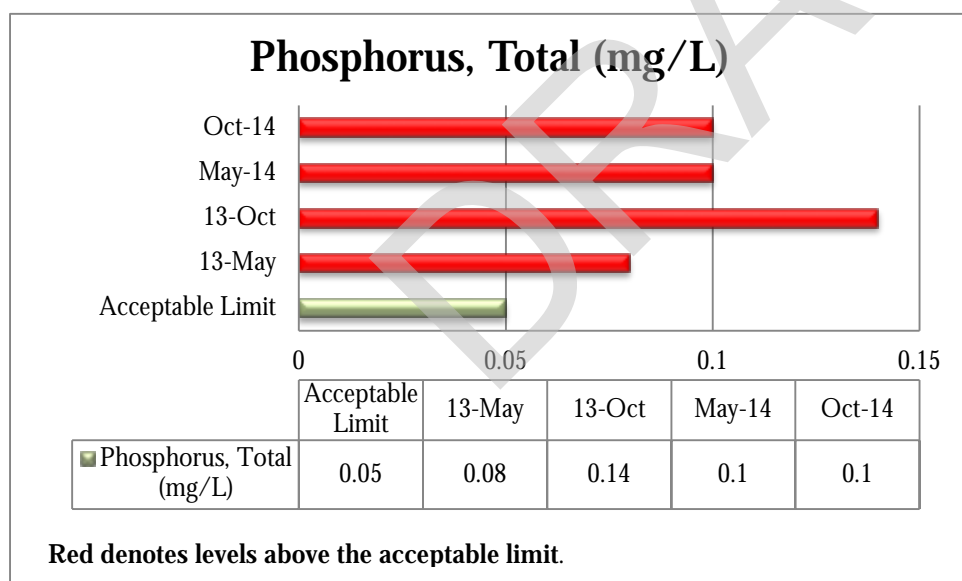 Phosphorus, Total (mg/L)
Oct-14
May-14
13-Oct
13-May
Acceptable Limit
0 0.05 0.1 0.15
Acceptable
Limit
13-May 13-Oct May-14 Oct-14
Phosphorus, Total
(mg/L)
0.05 0.08 0.14 0.1 0.1
Red denotes levels above the acceptable limit.
DRA